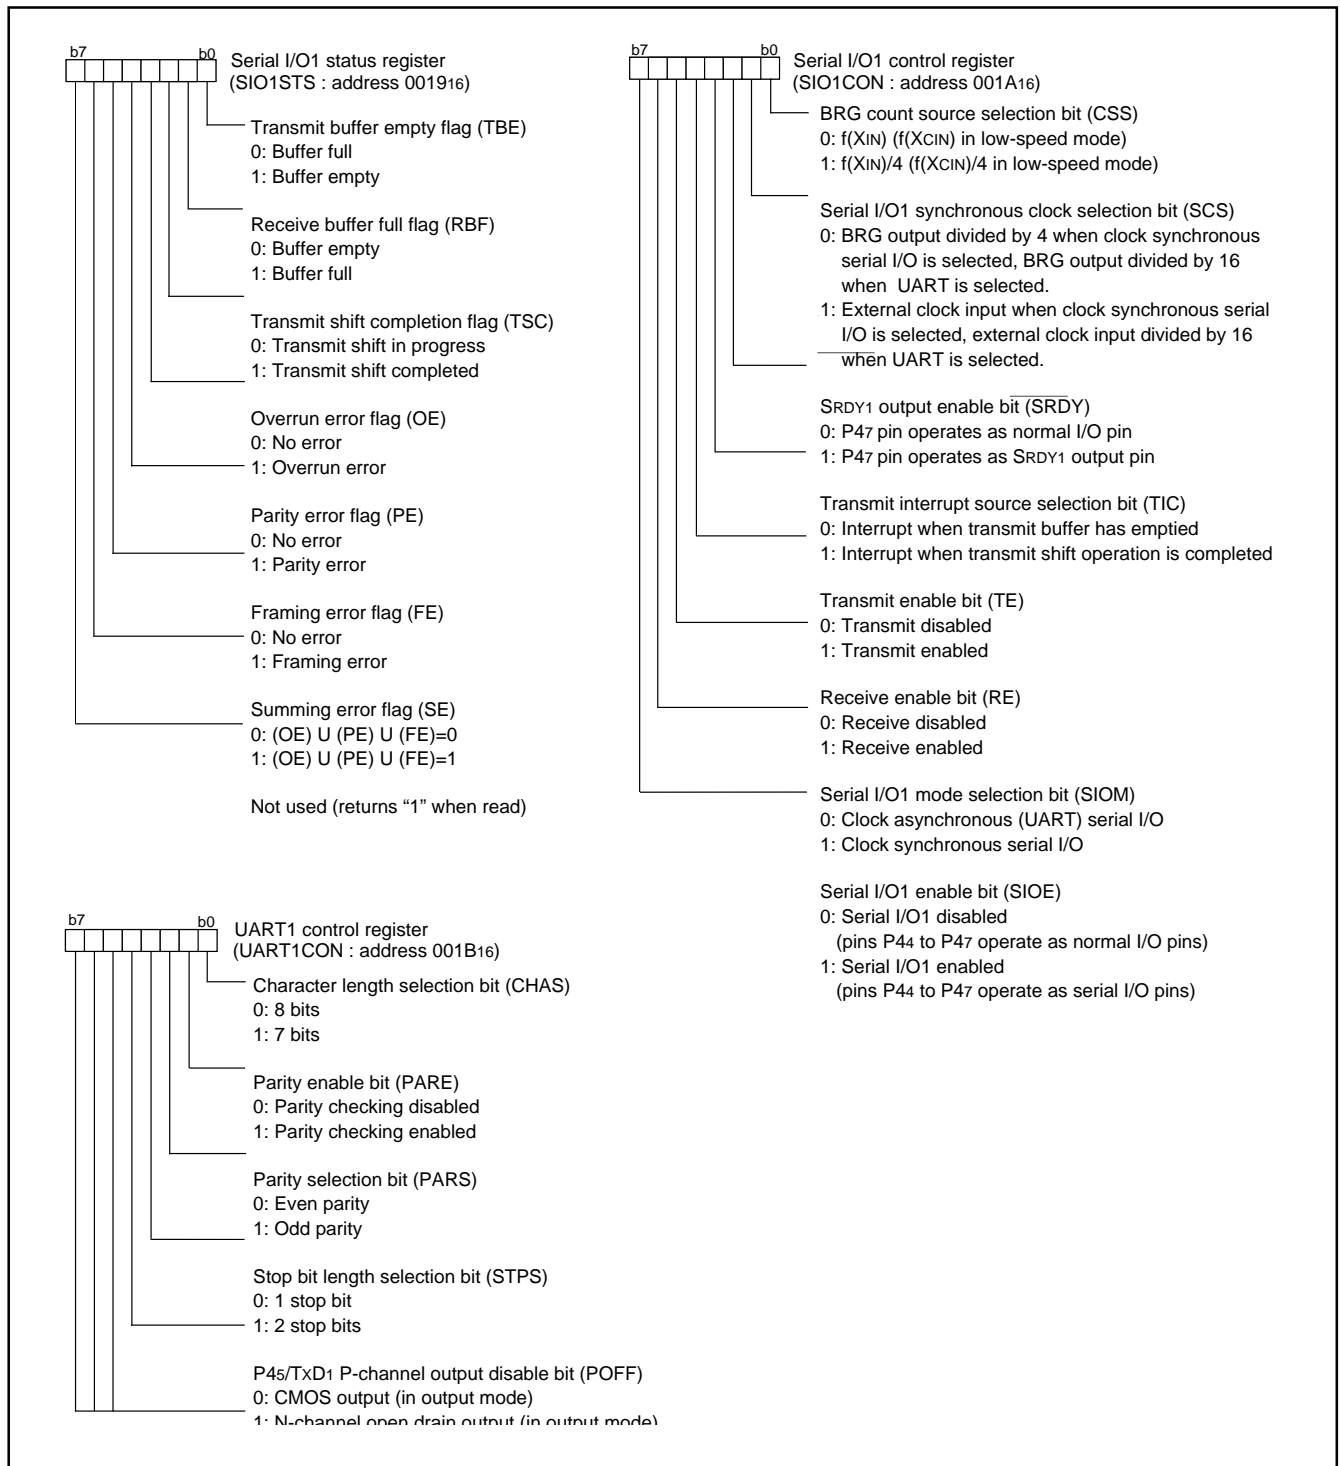 b7 b0 Serial I/O1 status register
(SIO1STS : address 001916)
Transmit buffer empty flag (TBE)
0: Buffer full
1: Buffer empty
Receive buffer full flag (RBF)
0: Buffer empty
1: Buffer full
Transmit shift completion flag (TSC)
0: Transmit shift in progress
1: Transmit shift completed
Overrun error flag (OE)
0: No error
1: Overrun error
Parity error flag (PE)
0: No error
1: Parity error
Framing error flag (FE)
0: No error
1: Framing error
Summing error flag (SE)
0: (OE) U (PE) U (FE)=0
1: (OE) U (PE) U (FE)=1
Not used (returns “1” when read)
b7 b0 Serial I/O1 control register
(SIO1CON : address 001A16)
BRG count source selection bit (CSS)
0: f(XIN) (f(XCIN) in low-speed mode)
1: f(XIN)/4 (f(XCIN)/4 in low-speed mode)
Serial I/O1 synchronous clock selection bit (SCS)
0: BRG output divided by 4 when clock synchronous
serial I/O is selected, BRG output divided by 16
when UART is selected.
1: External clock input when clock synchronous serial
I/O is selected, external clock input divided by 16
when UART is selected.
SRDY1 output enable bit (SRDY)
0: P47 pin operates as normal I/O pin
1: P47 pin operates as SRDY1 output pin
Transmit interrupt source selection bit (TIC)
0: Interrupt when transmit buffer has emptied
1: Interrupt when transmit shift operation is completed
Transmit enable bit (TE)
0: Transmit disabled
1: Transmit enabled
Receive enable bit (RE)
0: Receive disabled
1: Receive enabled
Serial I/O1 mode selection bit (SIOM)
0: Clock asynchronous (UART) serial I/O
1: Clock synchronous serial I/O
Serial I/O1 enable bit (SIOE)
0: Serial I/O1 disabled
(pins P44 to P47 operate as normal I/O pins)
1: Serial I/O1 enabled
(pins P44 to P47 operate as serial I/O pins)
b7 b0 UART1 control register
(UART1CON : address 001B16)
Character length selection bit (CHAS)
0: 8 bits
1: 7 bits
Parity enable bit (PARE)
0: Parity checking disabled
1: Parity checking enabled
Parity selection bit (PARS)
0: Even parity
1: Odd parity
Stop bit length selection bit (STPS)
0: 1 stop bit
1: 2 stop bits
P45/TXD1 P-channel output disable bit (POFF)
0: CMOS output (in output mode)
1: N-channel open drain output (in output mode)